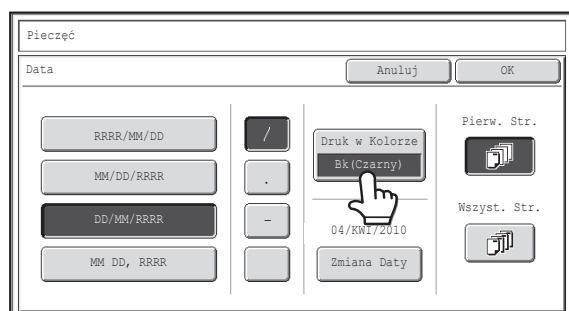 Pieczęć
Data
Anuluj
OK
RRRR/MM/DD
MM/DD/RRRR
DD/MM/RRRR
MM DD, RRRR
/
.
-
Druk w Kolorze
Bk(Czarny)
04/KWI/2010
Zmiana Daty
Pierw. Str.
Wszyst. Str.